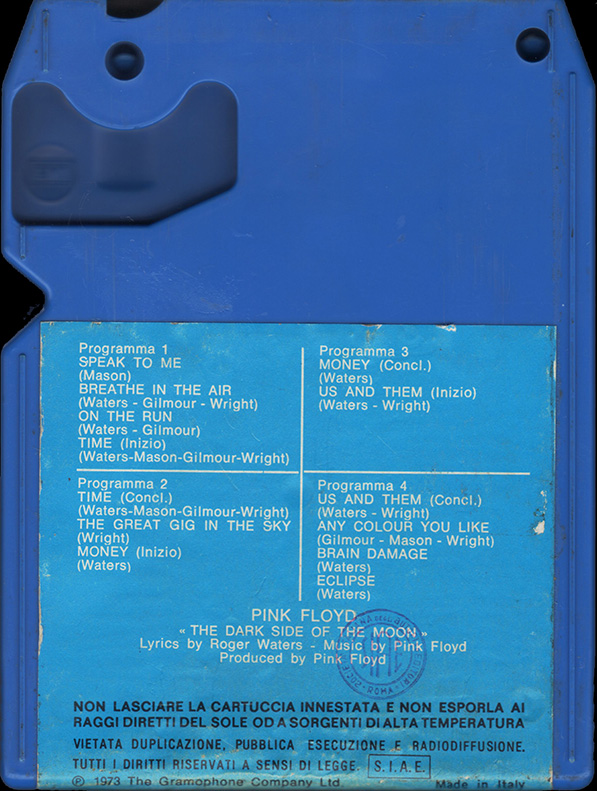 Programma 1
SPEAK TO ME
(Mason)
BREATHE IN THE AIR
(Waters - Gilmour - Wright)
ON THE RUN
(Waters - Gilmour)
TIME (Inizio)
(Waters-Mason-Gilmour-Wright)
Programma 2
TIME (Concl.)
(Waters-Mason-Gilmour-Wright)
THE GREAT GIG IN THE SKY
(Wright)
MONEY (Inizio)
(Waters)
Programma 3
MONEY (Concl.)
(Waters)
US AND THEM (Inizio)
(Waters - Wright)
Programma 4
US AND THEM (Concl.)
(Waters - Wright)
ANY COLOUR YOU LIKE
(Gilmour - Mason - Wright)
BRAIN DAMAGE
(Waters)
ECLIPSE
(Waters)
PINK FLOYD
« THE DARK SIDE OF THE MOON »
Lyrics by Roger Waters - Music by Pink Floyd
Produced by Pink Floyd
ROMA
NON LASCIARE LA CARTUCCIA INNESTATA E NON ESPORLA AI
RAGGI DIRETTI DEL SOLE OD A SORGENTI DI ALTA TEMPERATURA
VIETATA DUPLICAZIONE, PUBBLICA ESECUZIONE E RADIODIFFUSIONE.
TUTTI I DIRITTI RISERVATI A SENSI DI LEGGE. S.I.A.E.
℗ 1973 The Gramophone Company Ltd. Made in Italy